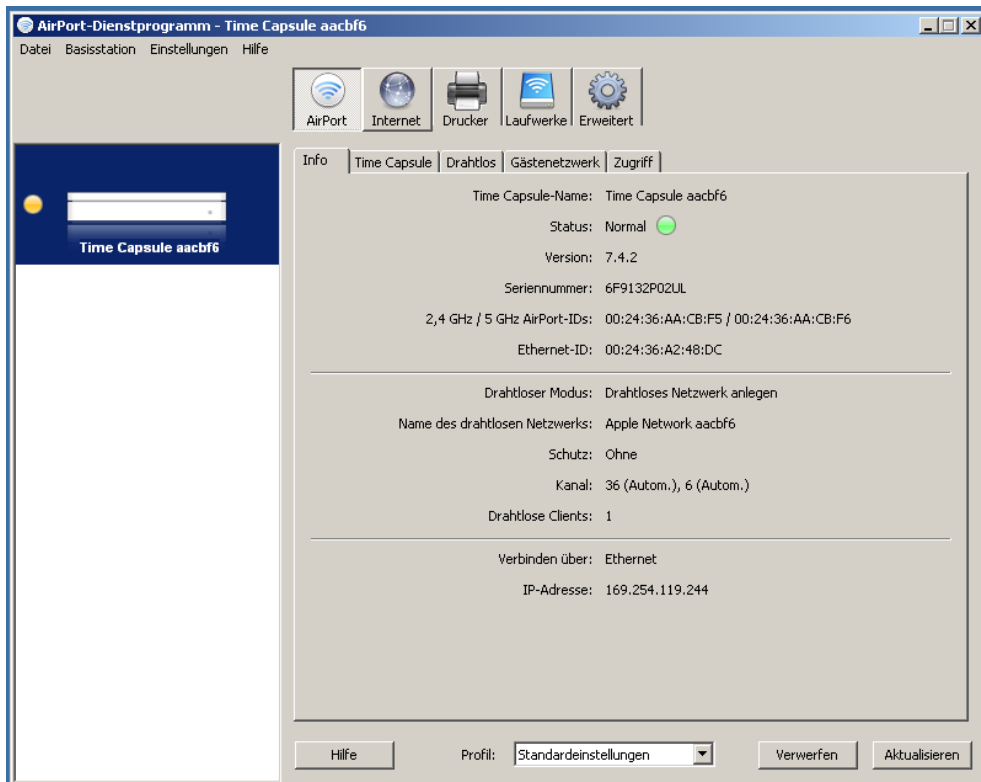 AirPort-Dienstprogramm - Time Capsule aacbf6
Datei Basisstation Einstellungen Hilfe
AirPort Internet Drucker Laufwerke Erweitert
Time Capsule aacbf6
Info Time Capsule Drahtlos Gästenetzwerk Zugriff
Time Capsule-Name: Time Capsule aacbf6
Status: Normal
Version: 7.4.2
Seriennummer: 6F9132P02UL
2,4 GHz / 5 GHz AirPort-IDs: 00:24:36:AA:CB:F5 / 00:24:36:AA:CB:F6
Ethernet-ID: 00:24:36:A2:48:DC
Drahtloser Modus: Drahtloses Netzwerk anlegen
Name des drahtlosen Netzwerks: Apple Network aacbf6
Schutz: Ohne
Kanal: 36 (Autom.), 6 (Autom.)
Drahtlose Clients: 1
Verbinden über: Ethernet
IP-Adresse: 169.254.119.244
Hilfe Profil: Standardeinstellungen Verwerfen Aktualisieren